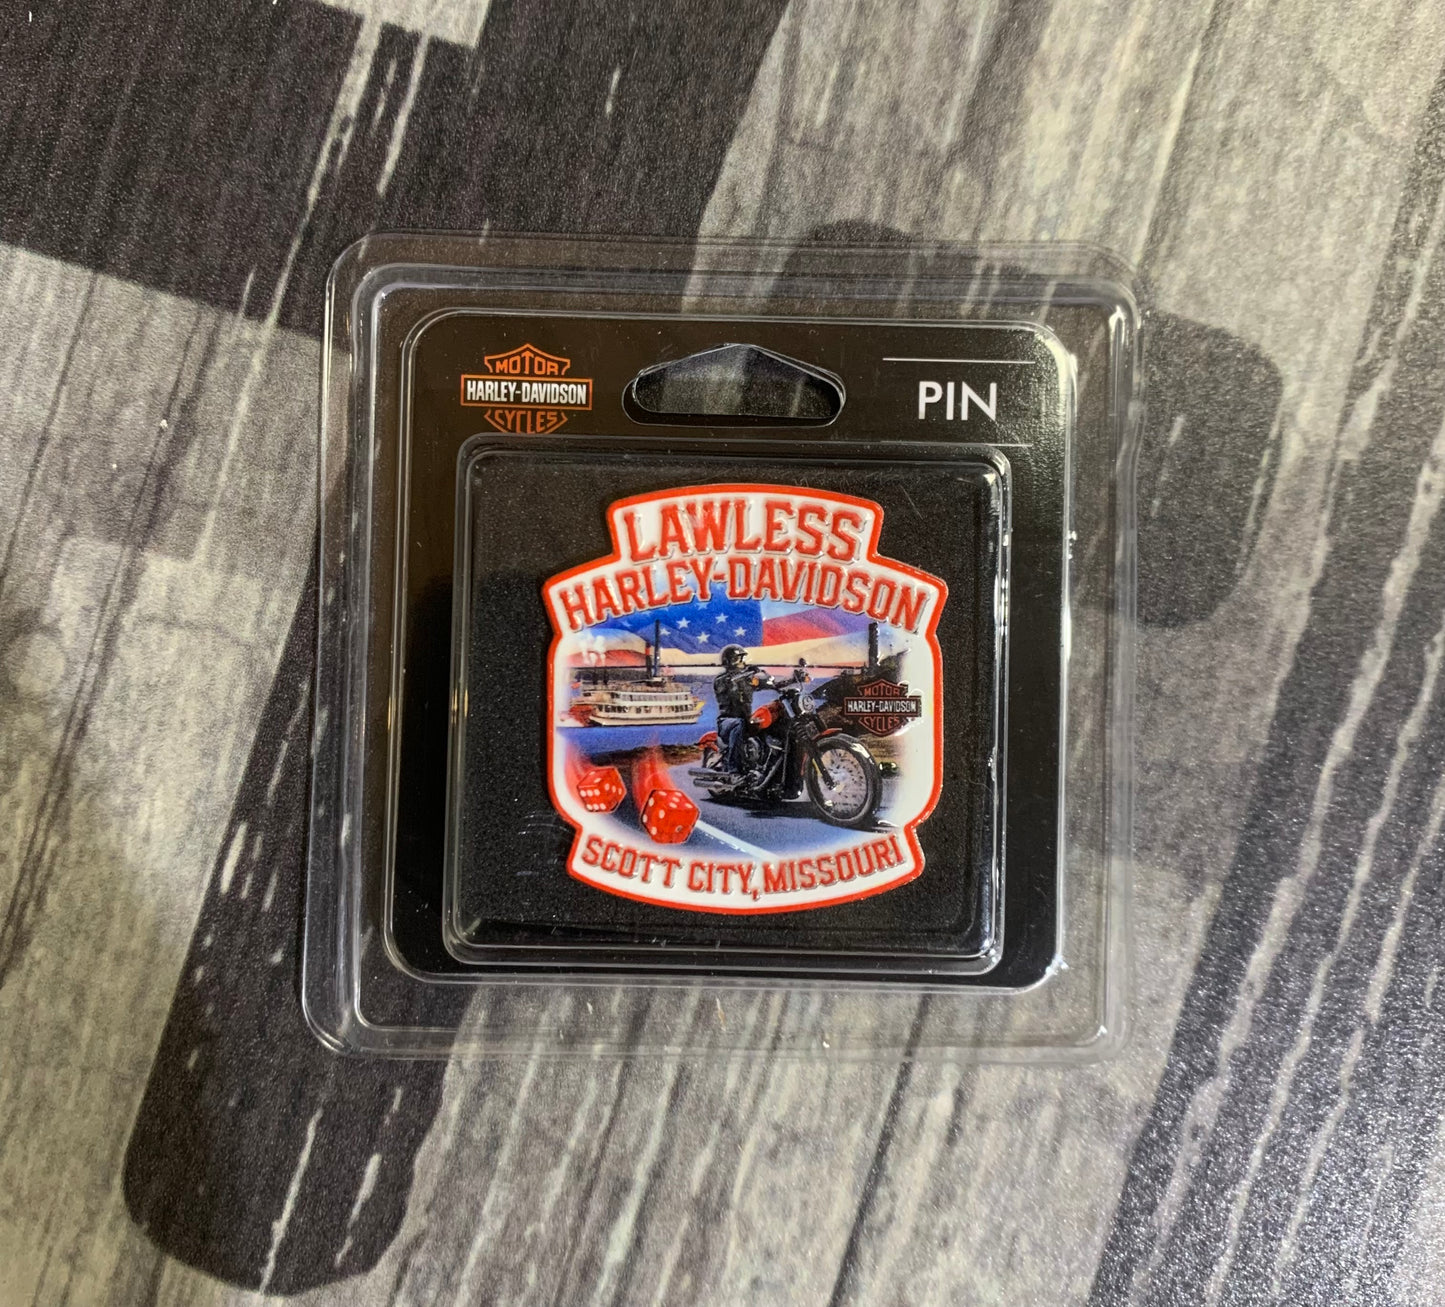 MOTOR
HARLEY-DAVIDSON
CYCLES
PIN
LAWLESS
HARLEY-DAVIDSON
MOTOR
HARLEY-DAVIDSON
CYCLES
SCOTT CITY, MISSOURI